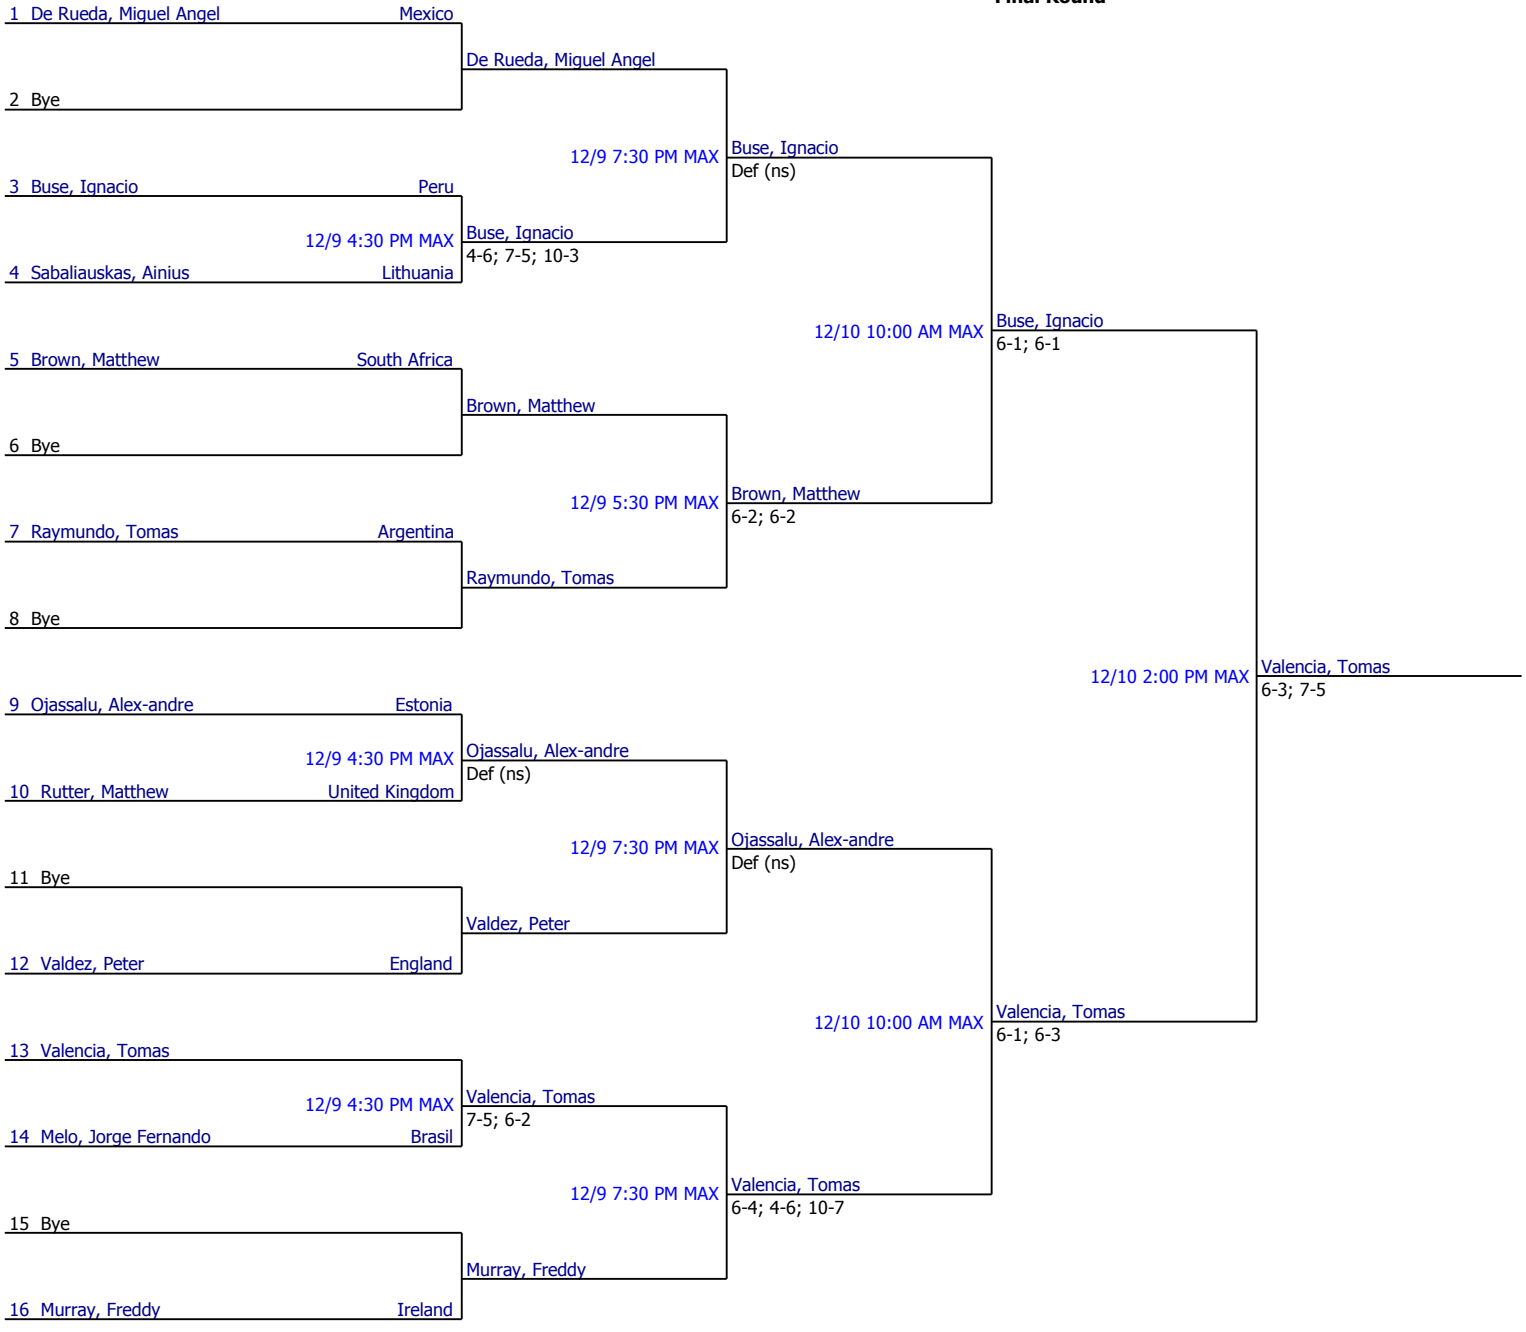 Final Round
1 De Rueda, Miguel Angel Mexico
De Rueda, Miguel Angel
2 Bye
12/9 7:30 PM MAX
Buse, Ignacio
Def (ns)
3 Buse, Ignacio Peru
12/9 4:30 PM MAX
Buse, Ignacio
4-6; 7-5; 10-3
4 Sabaliauskas, Ainius Lithuania
12/10 10:00 AM MAX
Buse, Ignacio
6-1; 6-1
5 Brown, Matthew South Africa
Brown, Matthew
6 Bye
12/9 5:30 PM MAX
Brown, Matthew
6-2; 6-2
7 Raymundo, Tomas Argentina
Raymundo, Tomas
8 Bye
12/10 2:00 PM MAX
Valencia, Tomas
6-3; 7-5
9 Ojassalu, Alex-andre Estonia
12/9 4:30 PM MAX
Ojassalu, Alex-andre
Def (ns)
10 Rutter, Matthew United Kingdom
12/9 7:30 PM MAX
Ojassalu, Alex-andre
Def (ns)
11 Bye
Valdez, Peter
12 Valdez, Peter England
12/10 10:00 AM MAX
Valencia, Tomas
6-1; 6-3
13 Valencia, Tomas
12/9 4:30 PM MAX
Valencia, Tomas
7-5; 6-2
14 Melo, Jorge Fernando Brasil
12/9 7:30 PM MAX
Valencia, Tomas
6-4; 4-6; 10-7
15 Bye
Murray, Freddy
16 Murray, Freddy Ireland